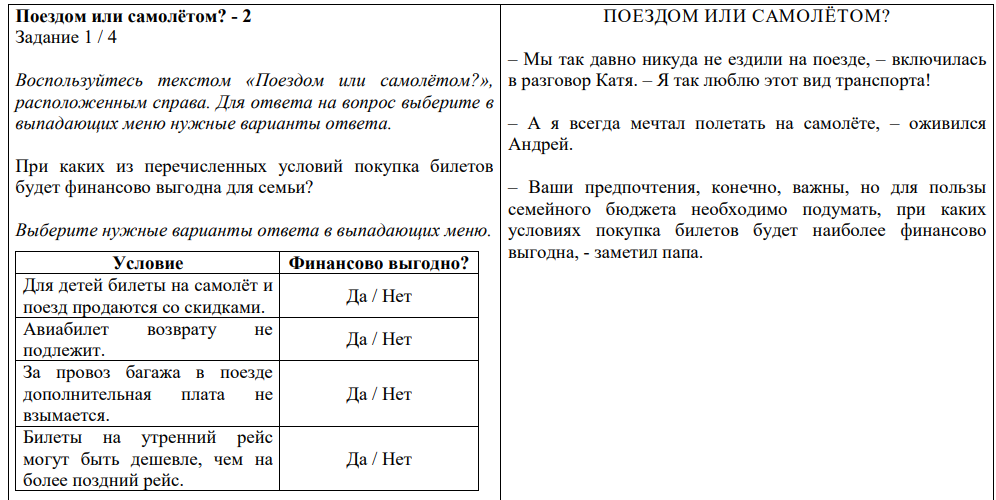 Поездом или самолётом? - 2
Задание 1 / 4
Воспользуйтесь текстом «Поездом или самолётом?»,
расположенным справа. Для ответа на вопрос выберите в
выпадающих меню нужные варианты ответа.
При каких из перечисленных условий покупка билетов
будет финансово выгодна для семьи?
Выберите нужные варианты ответа в выпадающих меню.
Условие
Финансово выгодно?
Для детей билеты на самолёт и
поезд продаются со скидками.
Да / Нет
Авиабилет возврату не
подлежит.
Да / Нет
За провоз багажа в поезде
дополнительная плата не
взымается.
Да / Нет
Билеты на утренний рейс
могут быть дешевле, чем на
более поздний рейс.
Да / Нет
ПОЕЗДОМ ИЛИ САМОЛЁТОМ?
– Мы так давно никуда не ездили на поезде, – включилась
в разговор Катя. – Я так люблю этот вид транспорта!
– А я всегда мечтал полетать на самолёте, – оживился
Андрей.
– Ваши предпочтения, конечно, важны, но для пользы
семейного бюджета необходимо подумать, при каких
условиях покупка билетов будет наиболее финансово
выгодна, - заметил папа.